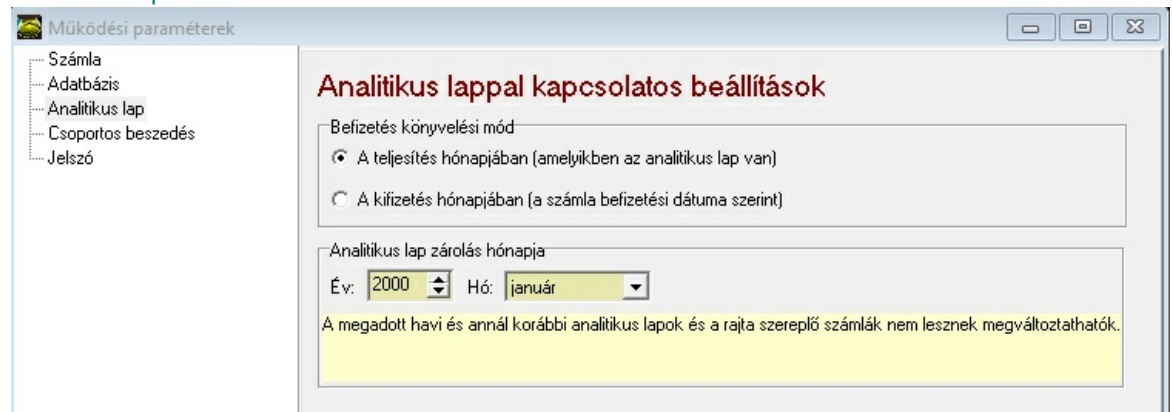 Működési paraméterek
Számla
Adatbázis
Analitikus lap
Csoportos beszedés
Jelszó
Analitikus lappal kapcsolatos beállítások
Befizetés könyvelési mód
A teljesítés hónapjában (amelyikben az analitikus lap van)
A kifizetés hónapjában (a számla befizetési dátuma szerint)
Analitikus lap zárolás hónapja
Év: 2000 Hó: január
A megadott havi és annál korábbi analitikus lapok és a rajta szereplő számlák nem lesznek megváltoztathatók.